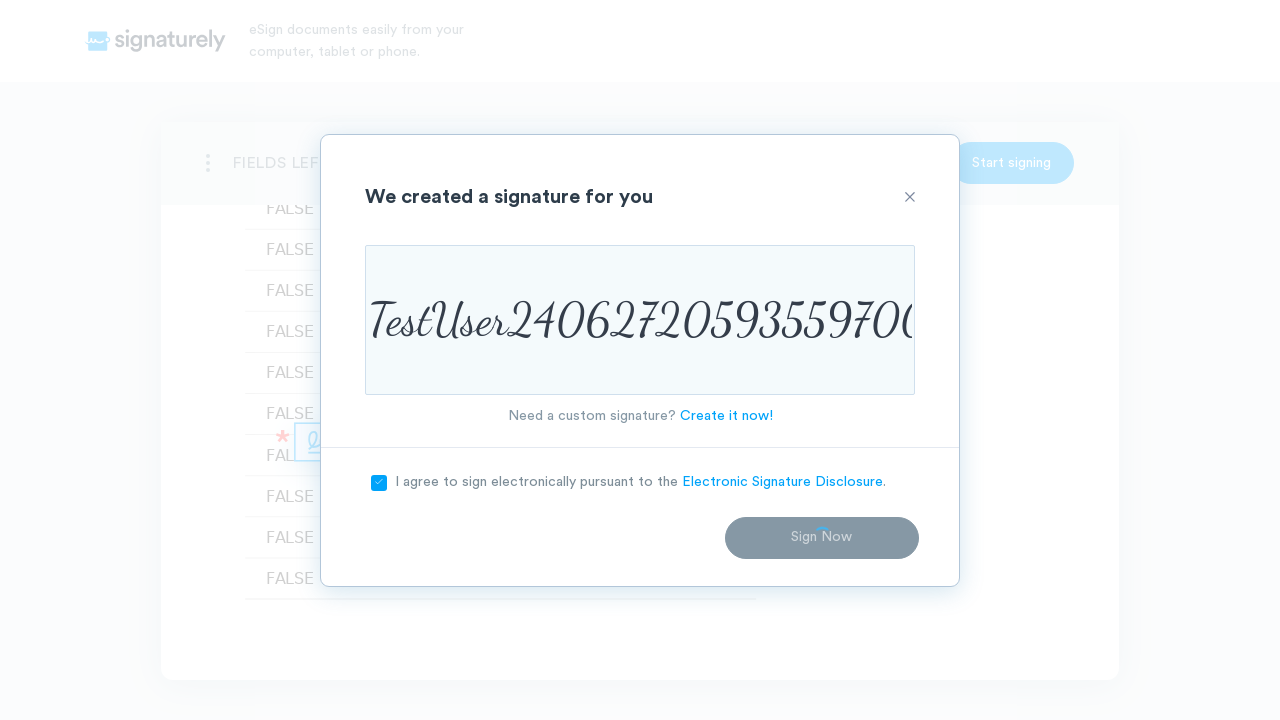 signaturely
eSign documents easily from your
computer, tablet or phone.
FIELDS LEFT
Start signing
FALSE
FALSE
FALSE
FALSE
FALSE
FALSE
FALSE
FALSE
FALSE
FALSE
We created a signature for you
TestUser2406272059355970
Need a custom signature? Create it now!
I agree to sign electronically pursuant to the Electronic Signature Disclosure.
Sign Now